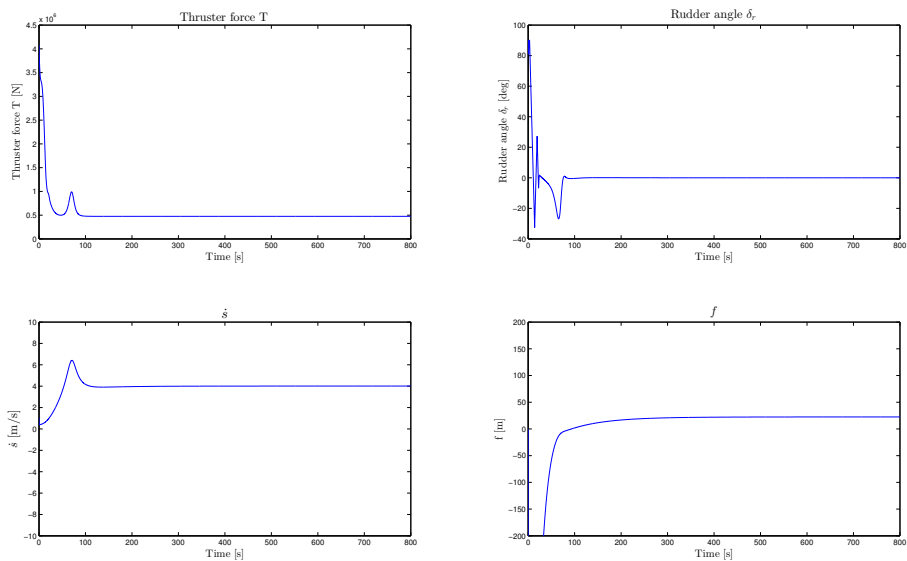 Thruster force T
x 10⁶
4.5
4
3.5
3
2.5
2
1.5
1
0.5
0
Thruster force T [N]
0 100 200 300 400 500 600 700 800
Time [s]
Rudder angle δᵣ
100
80
60
40
20
0
−20
−40
Rudder angle δᵣ [deg]
0 100 200 300 400 500 600 700 800
Time [s]
ṡ
10
8
6
4
2
0
−2
−4
−6
−8
−10
ṡ [m/s]
0 100 200 300 400 500 600 700 800
Time [s]
f
200
150
100
50
0
−50
−100
−150
−200
f [m]
0 100 200 300 400 500 600 700 800
Time [s]